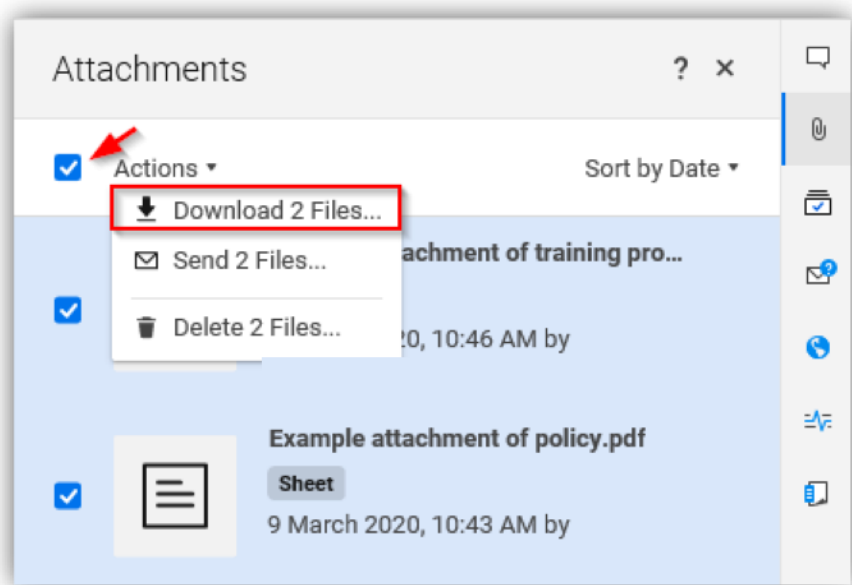 Attachments ? ×
Actions Sort by Date
Download 2 Files...
Send 2 Files...
Delete 2 Files...
achment of training pro...
20, 10:46 AM by
Example attachment of policy.pdf
Sheet
9 March 2020, 10:43 AM by